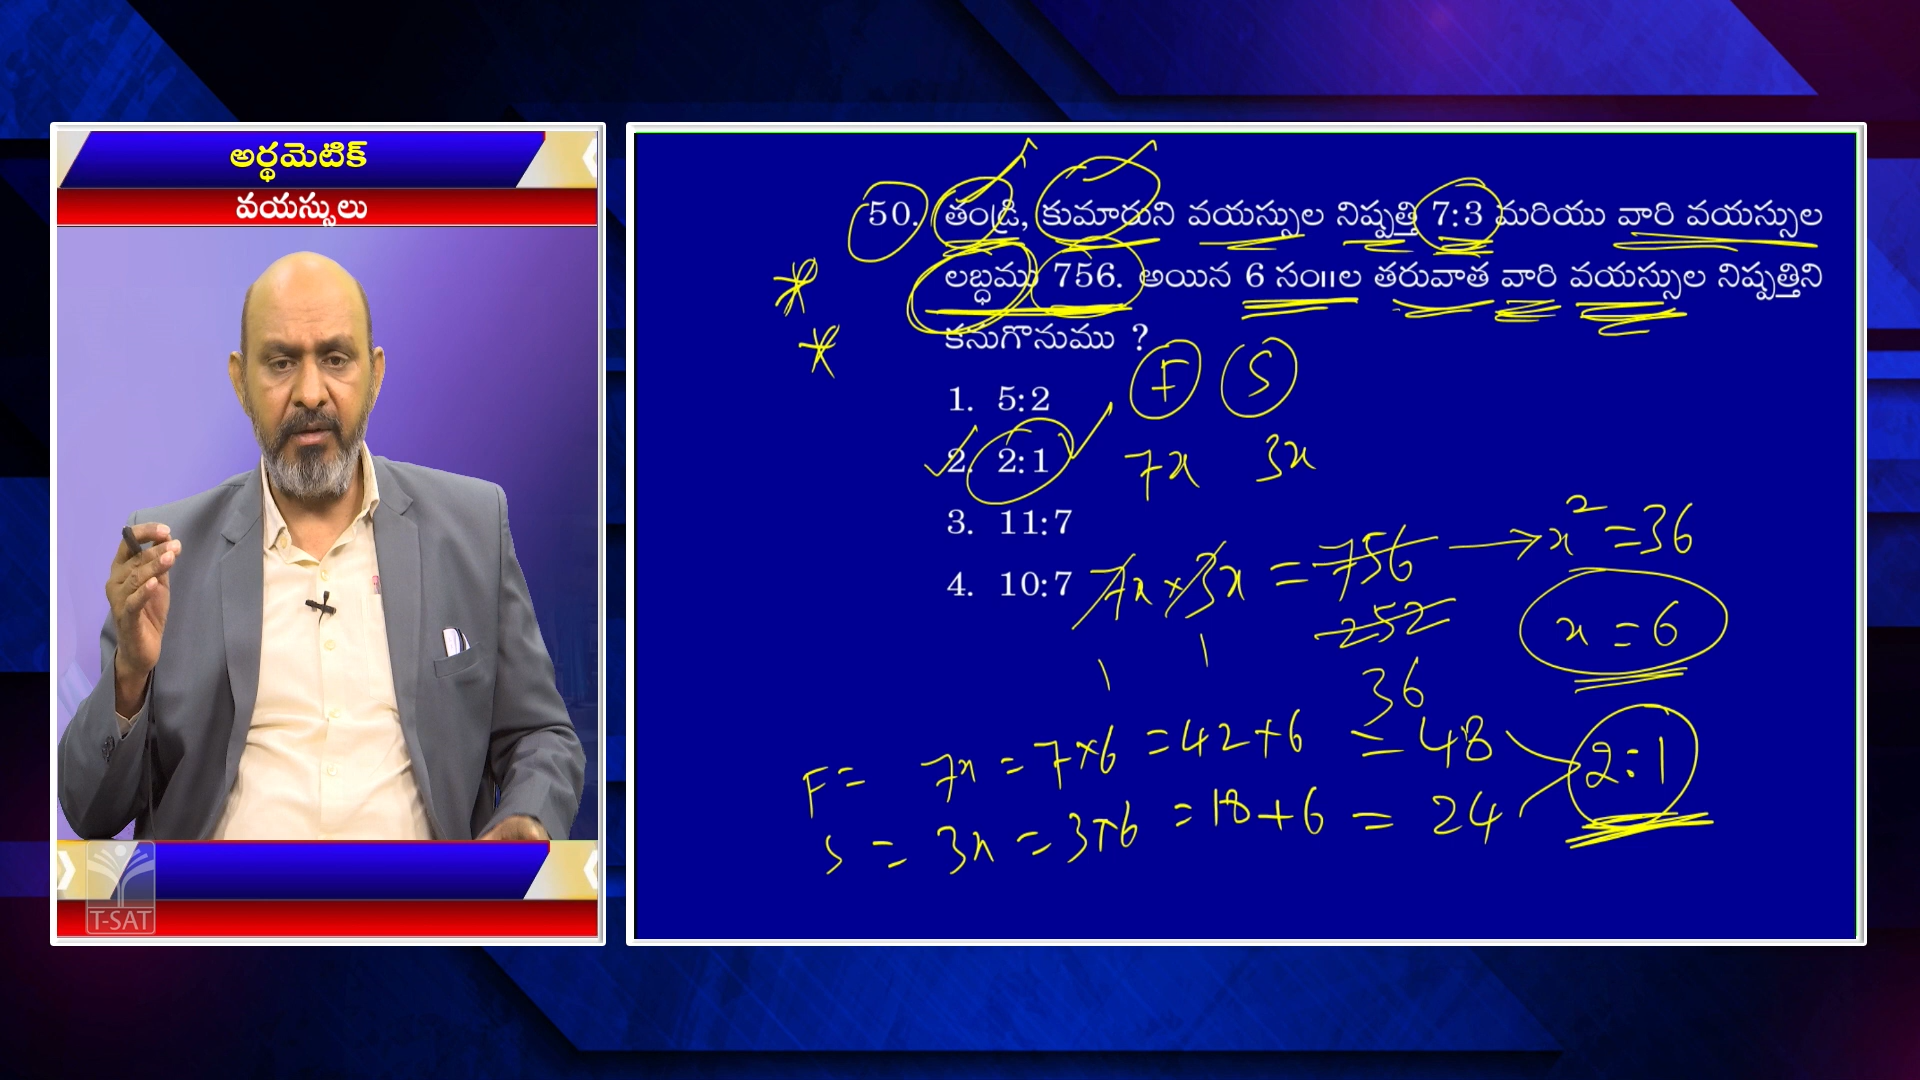 అర్థమెటిక్
వయస్సులు
50. తండ్రి, కుమారుని వయస్సుల నిష్పత్తి 7:3 మరియు వారి వయస్సుల
లబ్ధము 756. అయిన 6 సం॥ల తరువాత వారి వయస్సుల నిష్పత్తిని
కనుగొనుము ?
F S
1. 5:2
2. 2:1
7x 3x
3. 11:7
4. 10:7
7x × 3x = 756 → x² = 36
1 1 252
x = 6
36
F = 7x = 7×6 = 42+6 = 48
2:1
S = 3x = 3×6 = 18+6 = 24
T-SAT